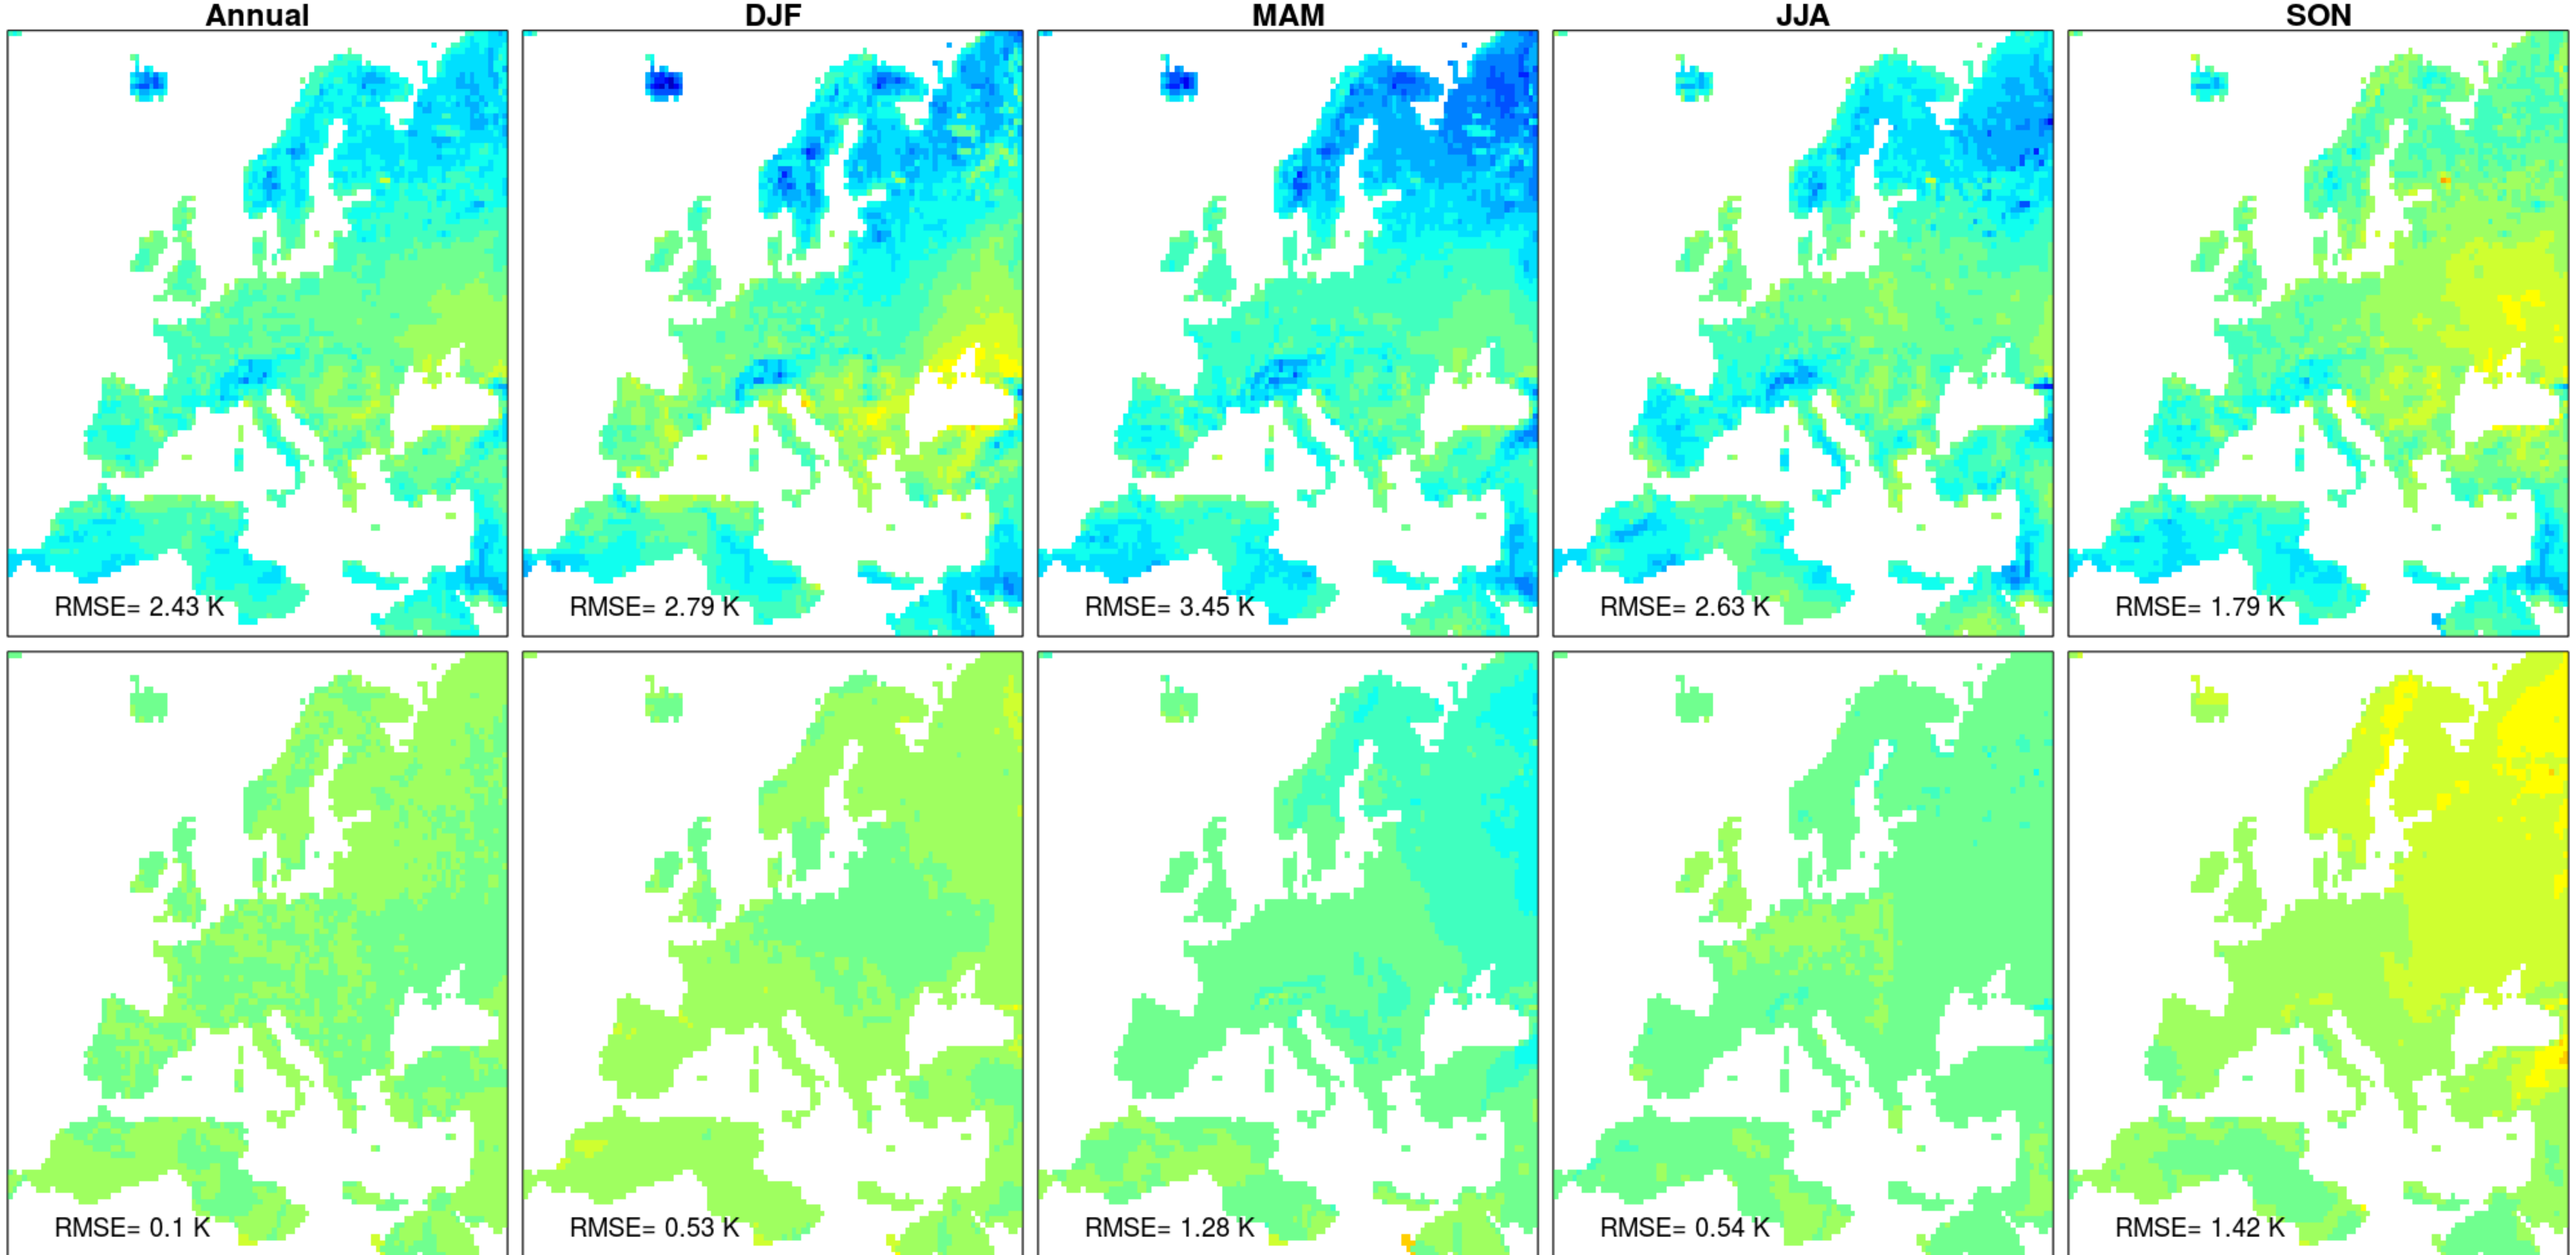 Annual DJF MAM JJA SON
RMSE= 2.43 K RMSE= 2.79 K RMSE= 3.45 K RMSE= 2.63 K RMSE= 1.79 K
RMSE= 0.1 K RMSE= 0.53 K RMSE= 1.28 K RMSE= 0.54 K RMSE= 1.42 K